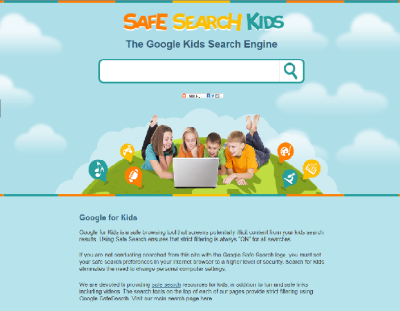 SAFE SEARCH KIDS
The Google Kids Search Engine
Google for Kids
Google for Kids is a safe browsing tool that screens potentially illicit content from your kids search
results. Using Safe Search ensures that strict filtering is always "ON" for all searches.
If you are not conducting searches from this site with the Google Safe Search logo, you must set
your safe search preferences in your internet browser to a higher level of security. Search for Kids
eliminates the need to change personal computer settings.
We are devoted to providing safe search resources for kids, in addition to fun and safe links
including videos. The search tools on the top of each of our pages provide strict filtering using
Google SafeSearch. Visit our main search page here